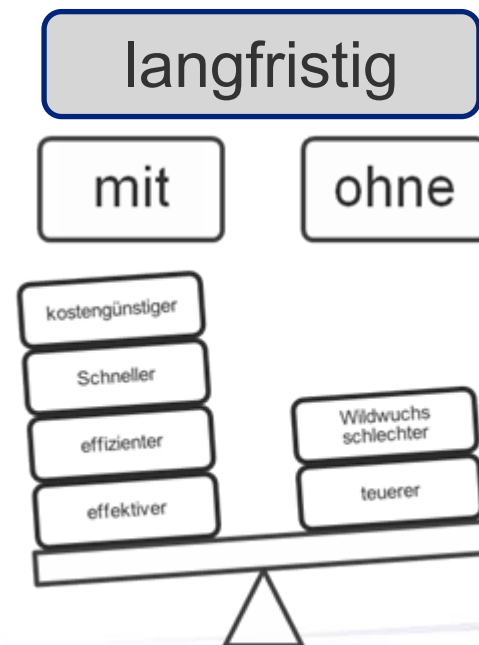 langfristig
mit
ohne
kostengünstiger
Schneller
effizienter
effektiver
Wildwuchs
schlechter
teuerer